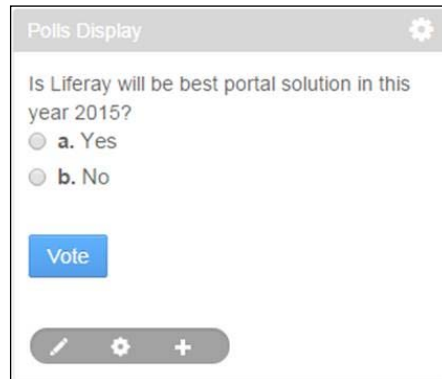 Polls Display
Is Liferay will be best portal solution in this
year 2015?
a. Yes
b. No
Vote